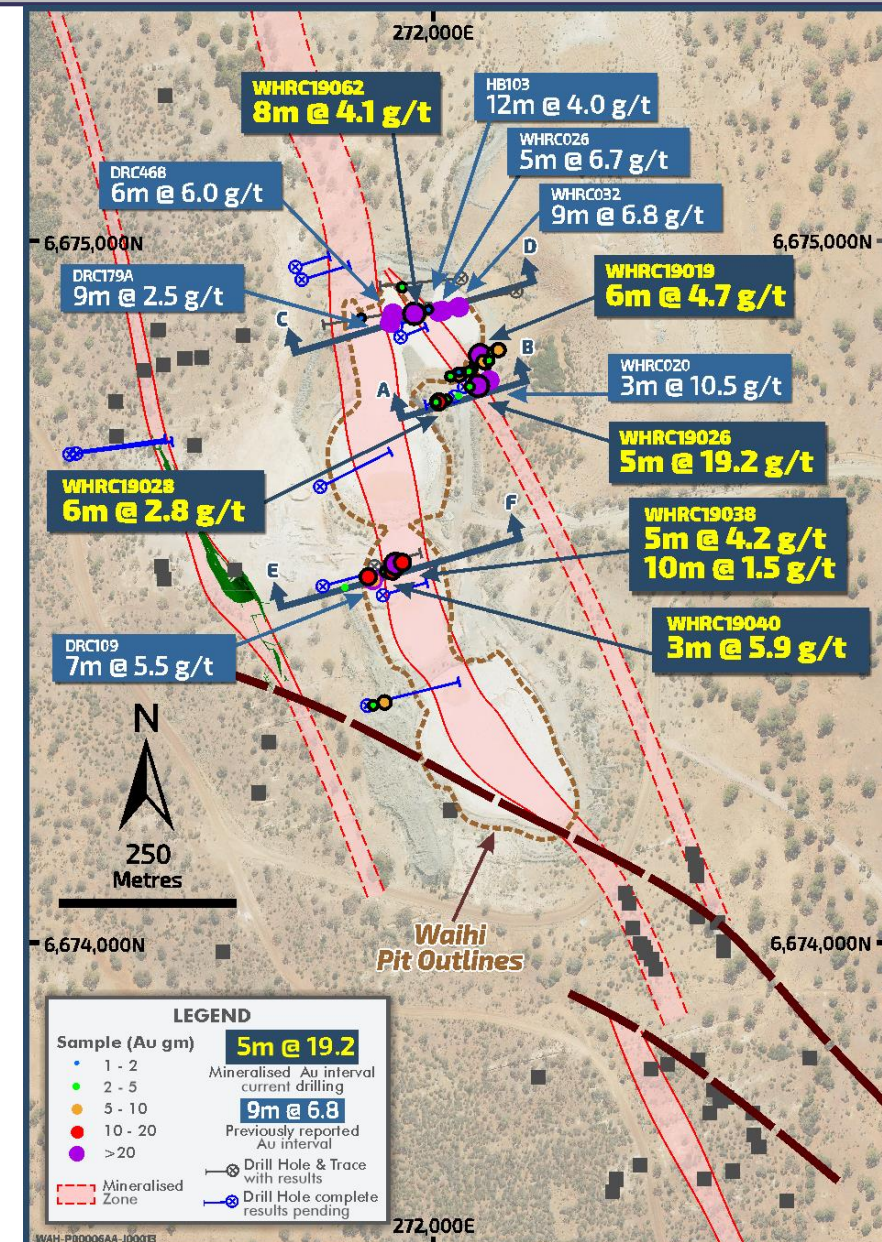 272,000E
WHRC19062
8m @ 4.1 g/t
HB103
12m @ 4.0 g/t
WHRC026
5m @ 6.7 g/t
DRC468
6m @ 6.0 g/t
WHRC032
9m @ 6.8 g/t
6,675,000N
6,675,000N
D
WHRC19019
6m @ 4.7 g/t
DRC179A
9m @ 2.5 g/t
C
B
WHRC020
3m @ 10.5 g/t
A
WHRC19026
5m @ 19.2 g/t
WHRC19028
6m @ 2.8 g/t
F
WHRC19038
5m @ 4.2 g/t
10m @ 1.5 g/t
E
WHRC19040
3m @ 5.9 g/t
DRC109
7m @ 5.5 g/t
N
250
Metres
Waihi
Pit Outlines
6,674,000N
6,674,000N
LEGEND
Sample (Au gm)
1 - 2
2 - 5
5 - 10
10 - 20
>20
Mineralised
Zone
5m @ 19.2
Mineralised Au interval
current drilling
9m @ 6.8
Previously reported
Au interval
Drill Hole & Trace
with results
Drill Hole complete
results pending
272,000E
WAH-P00006AA-J00013